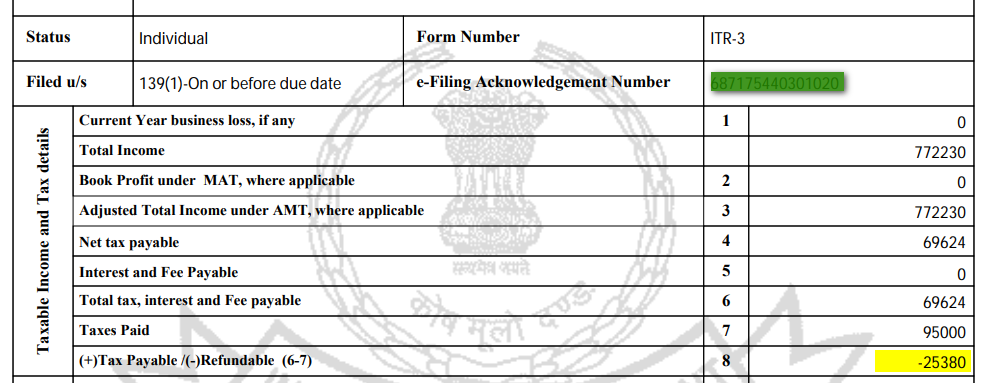 Status Individual Form Number ITR-3
Filed u/s 139(1)-On or before due date e-Filing Acknowledgement Number 687175440301020
Taxable Income and Tax details
Current Year business loss, if any 1 0
Total Income 772230
Book Profit under MAT, where applicable 2 0
Adjusted Total Income under AMT, where applicable 3 772230
Net tax payable 4 69624
Interest and Fee Payable 5 0
Total tax, interest and Fee payable 6 69624
Taxes Paid 7 95000
(+)Tax Payable /(-)Refundable (6-7) 8 -25380
सत्यमेव जयते
कोष मूलो दण्ड